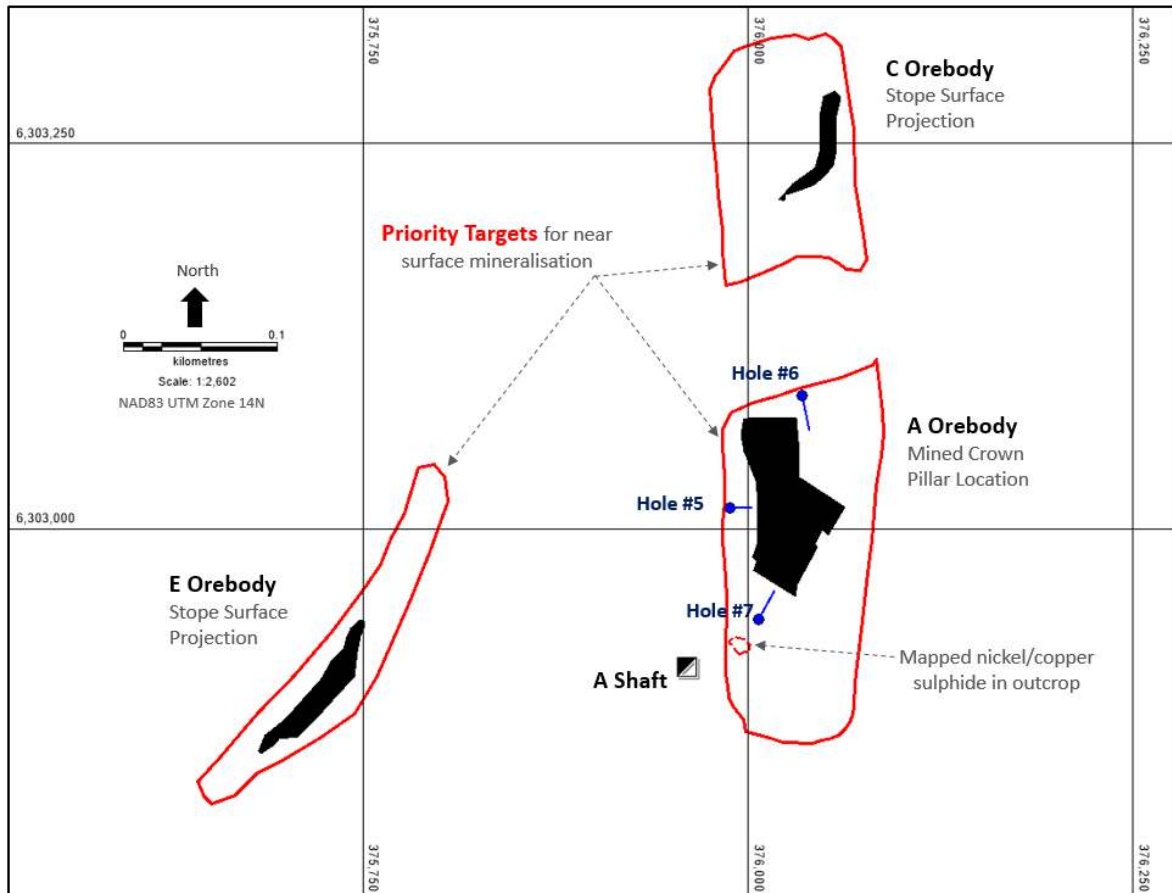 375,750
376,000
376,250
C Orebody
Stope Surface
Projection
6,303,250
Priority Targets for near
surface mineralisation
North
0 0.1
kilometres
Scale: 1:2,602
NAD83 UTM Zone 14N
Hole #6
A Orebody
Mined Crown
Pillar Location
Hole #5
6,303,000
E Orebody
Stope Surface
Projection
Hole #7
A Shaft
Mapped nickel/copper
sulphide in outcrop
375,750
376,000
376,250